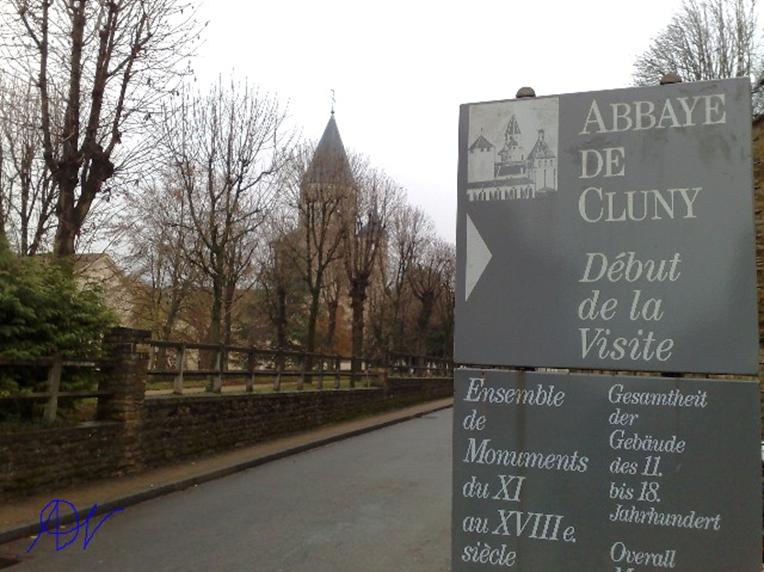 ABBAYE
DE
CLUNY
Début
de la
Visite
Ensemble
de
Monuments
du XI
au XVIIIe.
siècle
Gesamtheit
der
Gebäude
des 11.
bis 18.
Jahrhundert
Overall